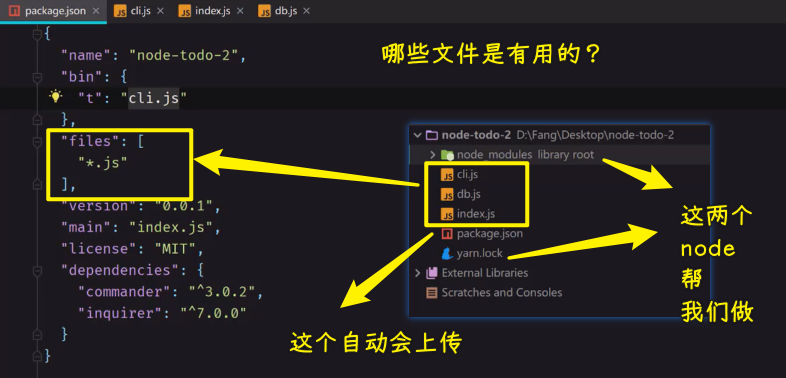 package.json × cli.js × index.js × db.js ×
{
"name": "node-todo-2",
"bin": {
"t": "cli.js"
},
"files": [
"*.js"
],
"version": "0.0.1",
"main": "index.js",
"license": "MIT",
"dependencies": {
"commander": "^3.0.2",
"inquirer": "^7.0.0"
}
}
哪些文件是有用的？
node-todo-2 D:\Fang\Desktop\node-todo-2
node_modules library root
JS cli.js
JS db.js
JS index.js
package.json
yarn.lock
External Libraries
Scratches and Consoles
这两个
node
帮
我们做
这个自动会上传